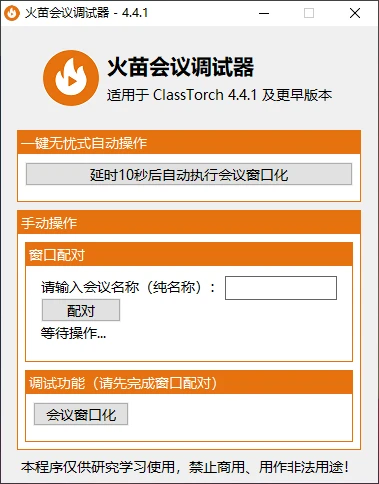 火苗会议调试器 - 4.4.1
火苗会议调试器
适用于 ClassTorch 4.4.1 及更早版本
一键无忧式自动操作
延时10秒后自动执行会议窗口化
手动操作
窗口配对
请输入会议名称（纯名称）：
配对
等待操作...
调试功能（请先完成窗口配对）
会议窗口化
本程序仅供研究学习使用，禁止商用、用作非法用途！